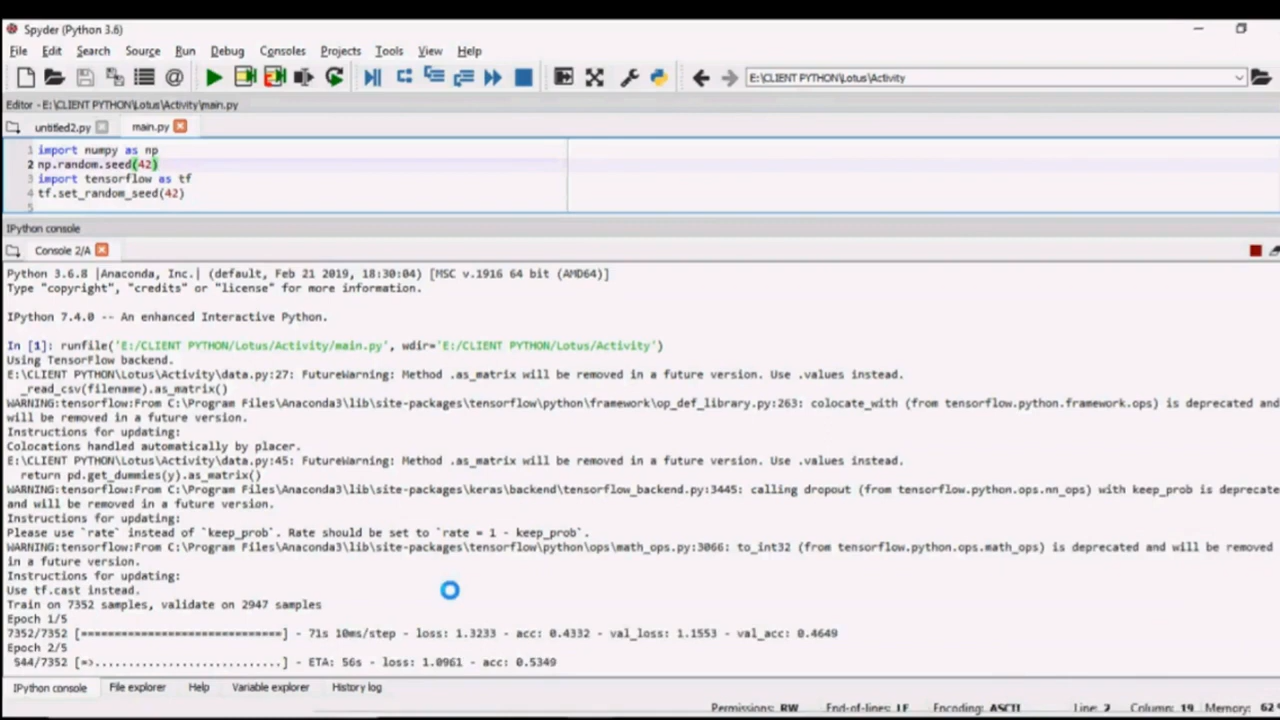 Spyder (Python 3.6)
File Edit Search Source Run Debug Consoles Projects Tools View Help
E:\CLIENT PYTHON\Lotus\Activity
Editor - E:\CLIENT PYTHON\Lotus\Activity\main.py
untitled2.py main.py
1 import numpy as np
2 np.random.seed(42)
3 import tensorflow as tf
4 tf.set_random_seed(42)
5
IPython console
Console 2/A
Python 3.6.8 |Anaconda, Inc.| (default, Feb 21 2019, 18:30:04) [MSC v.1916 64 bit (AMD64)]
Type "copyright", "credits" or "license" for more information.
IPython 7.4.0 -- An enhanced Interactive Python.
In [1]: runfile('E:/CLIENT PYTHON/Lotus/Activity/main.py', wdir='E:/CLIENT PYTHON/Lotus/Activity')
Using TensorFlow backend.
E:\CLIENT PYTHON\Lotus\Activity\data.py:27: FutureWarning: Method .as_matrix will be removed in a future version. Use .values instead.
_read_csv(filename).as_matrix()
WARNING:tensorflow:From C:\Program Files\Anaconda3\lib\site-packages\tensorflow\python\framework\op_def_library.py:263: colocate_with (from tensorflow.python.framework.ops) is deprecated and
will be removed in a future version.
Instructions for updating:
Colocations handled automatically by placer.
E:\CLIENT PYTHON\Lotus\Activity\data.py:45: FutureWarning: Method .as_matrix will be removed in a future version. Use .values instead.
return pd.get_dummies(y).as_matrix()
WARNING:tensorflow:From C:\Program Files\Anaconda3\lib\site-packages\keras\backend\tensorflow_backend.py:3445: calling dropout (from tensorflow.python.ops.nn_ops) with keep_prob is deprecate
and will be removed in a future version.
Instructions for updating:
Please use `rate` instead of `keep_prob`. Rate should be set to `rate = 1 - keep_prob`.
WARNING:tensorflow:From C:\Program Files\Anaconda3\lib\site-packages\tensorflow\python\ops\math_ops.py:3066: to_int32 (from tensorflow.python.ops.math_ops) is deprecated and will be removed
in a future version.
Instructions for updating:
Use tf.cast instead.
Train on 7352 samples, validate on 2947 samples
Epoch 1/5
7352/7352 [==============================] - 71s 10ms/step - loss: 1.3233 - acc: 0.4332 - val_loss: 1.1553 - val_acc: 0.4649
Epoch 2/5
544/7352 [=>............................] - ETA: 56s - loss: 1.0961 - acc: 0.5349
IPython console File explorer Help Variable explorer History log
Permissions: RW End-of-lines: LF Encoding: ASCII Line: 2 Column: 19 Memory: 62